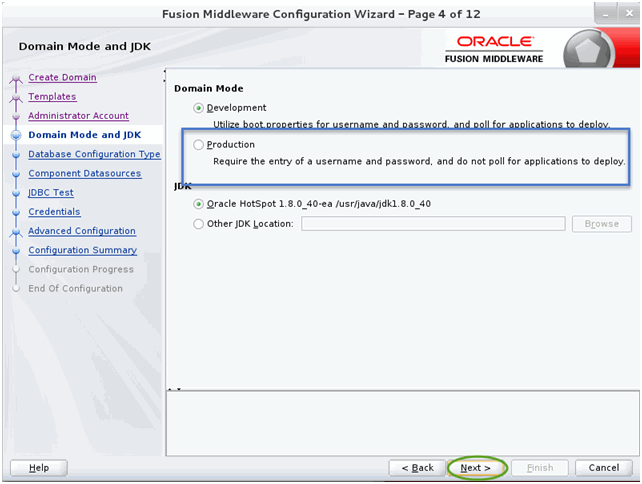 Fusion Middleware Configuration Wizard – Page 4 of 12
Domain Mode and JDK
ORACLE
FUSION MIDDLEWARE
Create Domain
Templates
Administrator Account
Domain Mode and JDK
Database Configuration Type
Component Datasources
JDBC Test
Credentials
Advanced Configuration
Configuration Summary
Configuration Progress
End Of Configuration
Domain Mode
Development
Utilize boot.properties for username and password, and poll for applications to deploy.
Production
Require the entry of a username and password, and do not poll for applications to deploy.
JDK
Oracle HotSpot 1.8.0_40-ea /usr/java/jdk1.8.0_40
Other JDK Location:
Browse
Help
< Back
Next >
Finish
Cancel